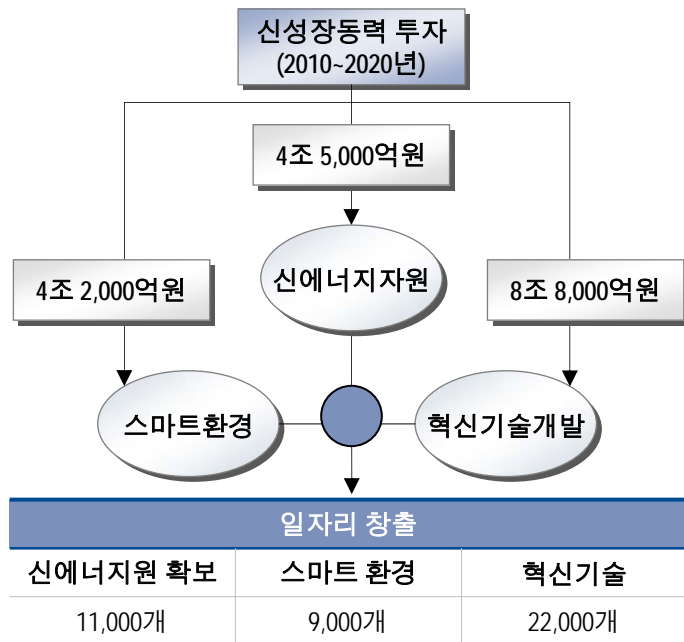 신성장동력 투자
(2010~2020년)
4조 5,000억원
신에너지자원
4조 2,000억원
8조 8,000억원
스마트환경
혁신기술개발
일자리 창출
신에너지원 확보 스마트 환경 혁신기술
11,000개 9,000개 22,000개